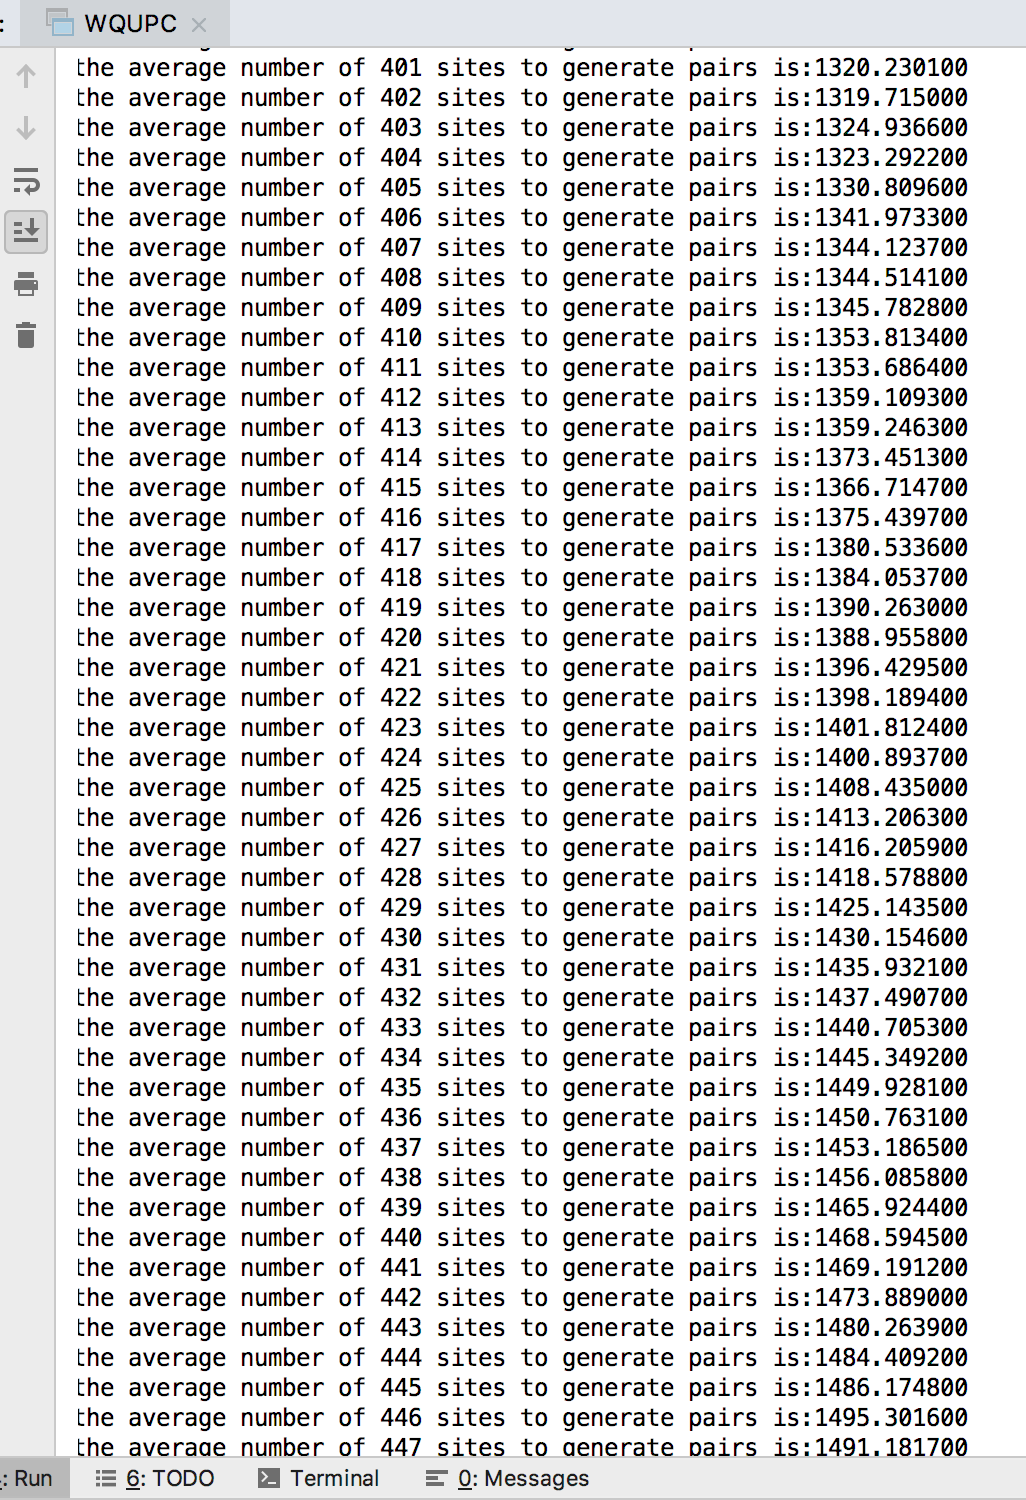 : WQUPC
the average number of 401 sites to generate pairs is:1320.230100
the average number of 402 sites to generate pairs is:1319.715000
the average number of 403 sites to generate pairs is:1324.936600
the average number of 404 sites to generate pairs is:1323.292200
the average number of 405 sites to generate pairs is:1330.809600
the average number of 406 sites to generate pairs is:1341.973300
the average number of 407 sites to generate pairs is:1344.123700
the average number of 408 sites to generate pairs is:1344.514100
the average number of 409 sites to generate pairs is:1345.782800
the average number of 410 sites to generate pairs is:1353.813400
the average number of 411 sites to generate pairs is:1353.686400
the average number of 412 sites to generate pairs is:1359.109300
the average number of 413 sites to generate pairs is:1359.246300
the average number of 414 sites to generate pairs is:1373.451300
the average number of 415 sites to generate pairs is:1366.714700
the average number of 416 sites to generate pairs is:1375.439700
the average number of 417 sites to generate pairs is:1380.533600
the average number of 418 sites to generate pairs is:1384.053700
the average number of 419 sites to generate pairs is:1390.263000
the average number of 420 sites to generate pairs is:1388.955800
the average number of 421 sites to generate pairs is:1396.429500
the average number of 422 sites to generate pairs is:1398.189400
the average number of 423 sites to generate pairs is:1401.812400
the average number of 424 sites to generate pairs is:1400.893700
the average number of 425 sites to generate pairs is:1408.435000
the average number of 426 sites to generate pairs is:1413.206300
the average number of 427 sites to generate pairs is:1416.205900
the average number of 428 sites to generate pairs is:1418.578800
the average number of 429 sites to generate pairs is:1425.143500
the average number of 430 sites to generate pairs is:1430.154600
the average number of 431 sites to generate pairs is:1435.932100
the average number of 432 sites to generate pairs is:1437.490700
the average number of 433 sites to generate pairs is:1440.705300
the average number of 434 sites to generate pairs is:1445.349200
the average number of 435 sites to generate pairs is:1449.928100
the average number of 436 sites to generate pairs is:1450.763100
the average number of 437 sites to generate pairs is:1453.186500
the average number of 438 sites to generate pairs is:1456.085800
the average number of 439 sites to generate pairs is:1465.924400
the average number of 440 sites to generate pairs is:1468.594500
the average number of 441 sites to generate pairs is:1469.191200
the average number of 442 sites to generate pairs is:1473.889000
the average number of 443 sites to generate pairs is:1480.263900
the average number of 444 sites to generate pairs is:1484.409200
the average number of 445 sites to generate pairs is:1486.174800
the average number of 446 sites to generate pairs is:1495.301600
the average number of 447 sites to generate pairs is:1491.181700
: Run 6: TODO Terminal 0: Messages